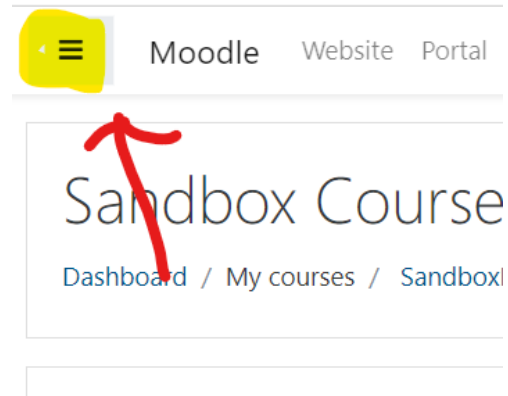 Moodle Website Portal
Sandbox Course
Dashboard / My courses / Sandbox